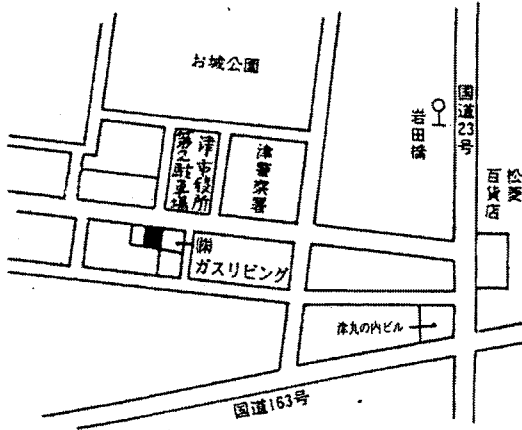 お城公園
国道23号
岩田橋
松菱
百貨店
津市役所
第2駐車場
津警察署
㈱
ガスリビング
津丸の内ビル
国道163号